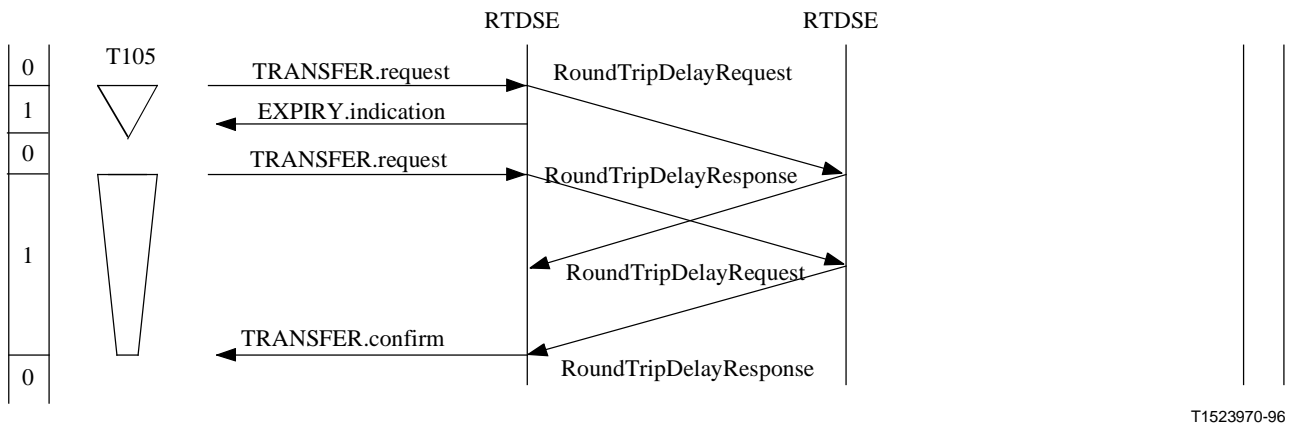 RTDSE RTDSE
T105
0
TRANSFER.request RoundTripDelayRequest
1 EXPIRY.indication
0 TRANSFER.request
RoundTripDelayResponse
1
RoundTripDelayRequest
TRANSFER.confirm
RoundTripDelayResponse
0
T1523970-96